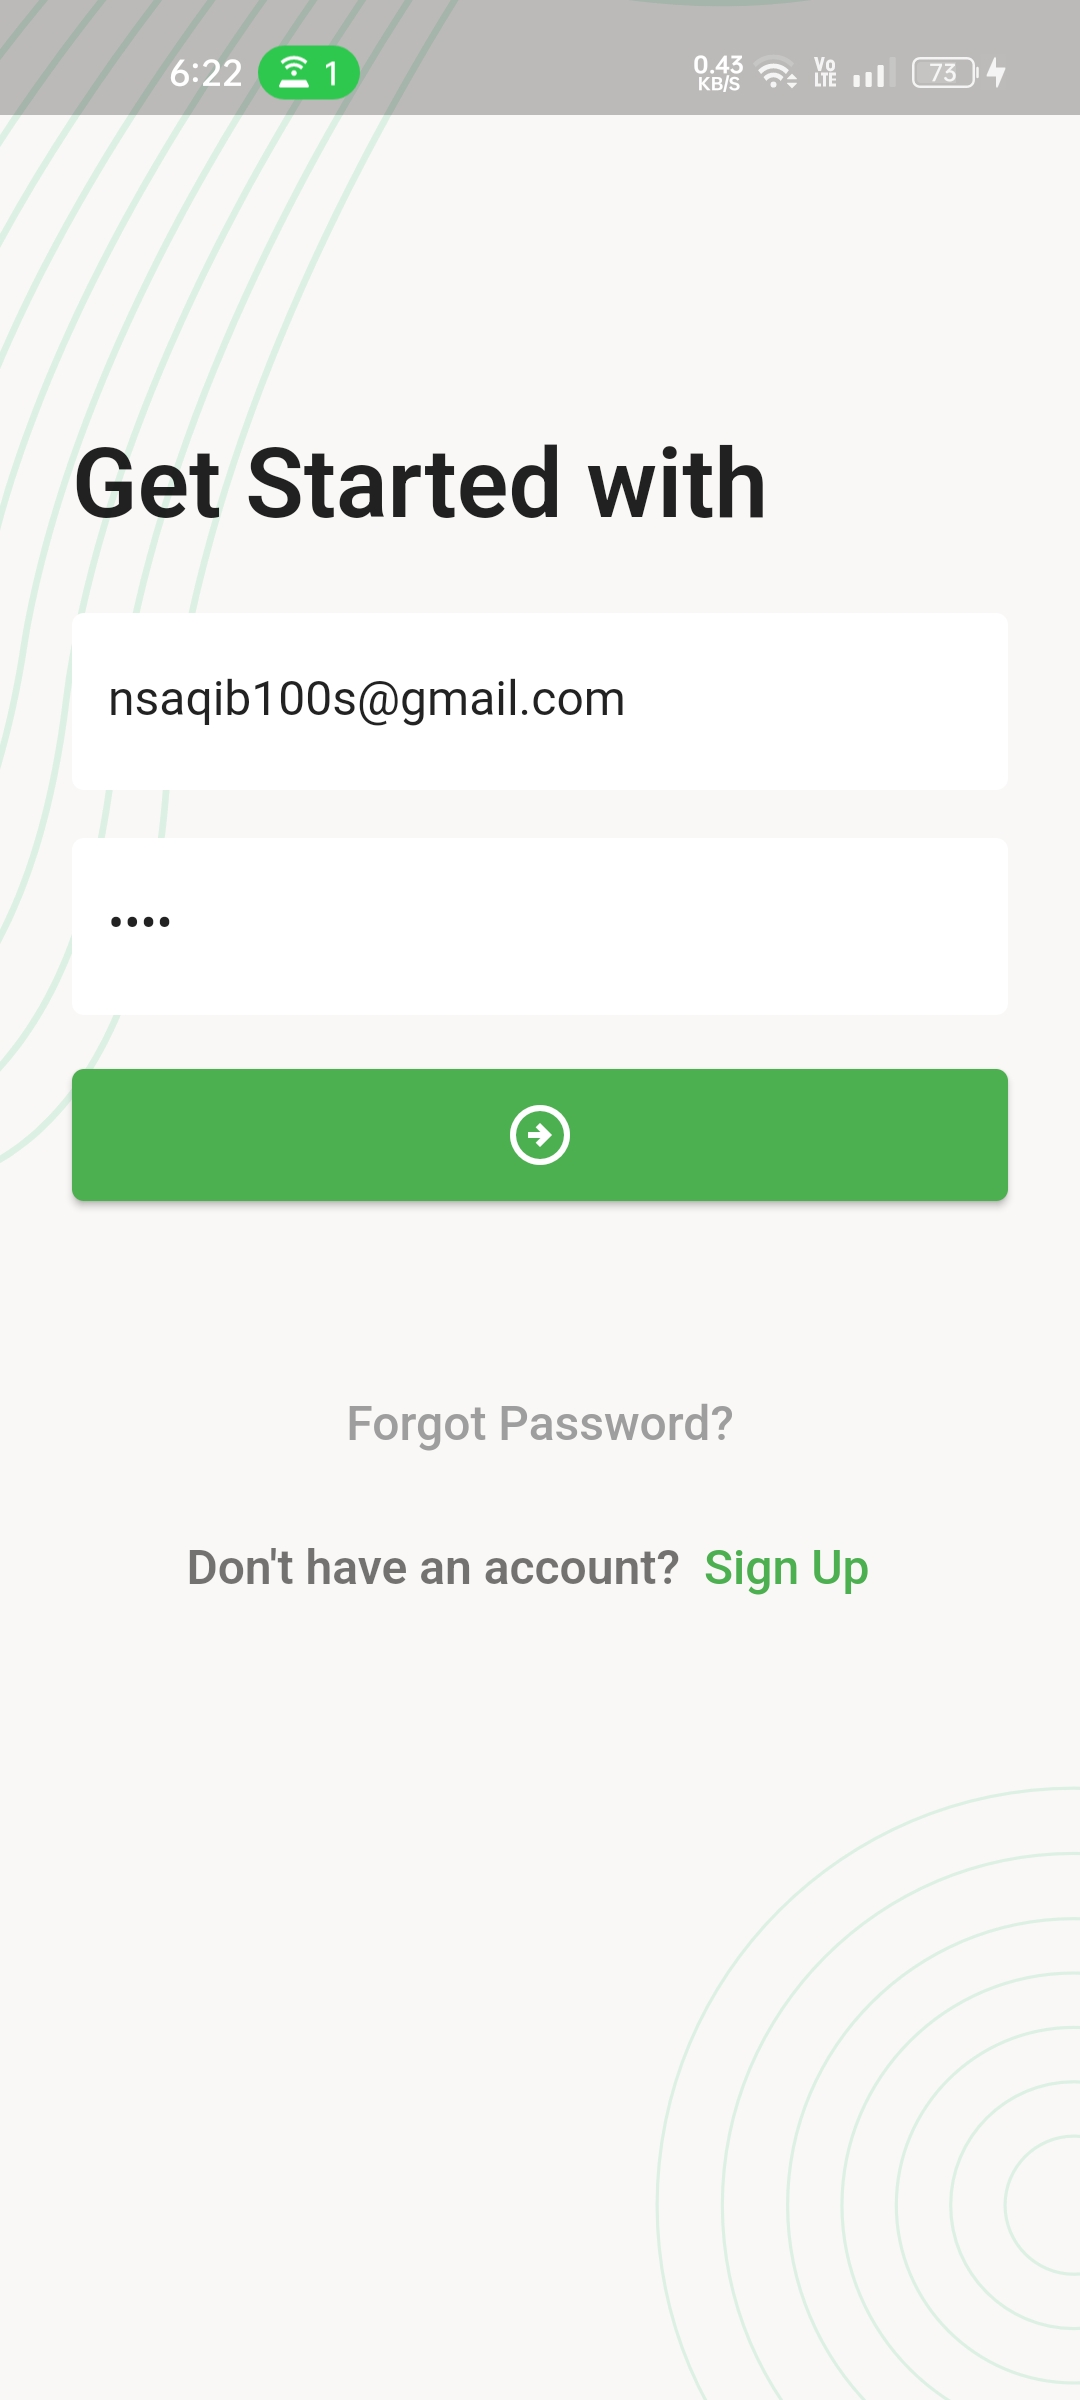 6:22 1 0.43 KB/S Vo LTE 73
Get Started with
nsaqib100s@gmail.com
••••
Forgot Password?
Don't have an account? Sign Up